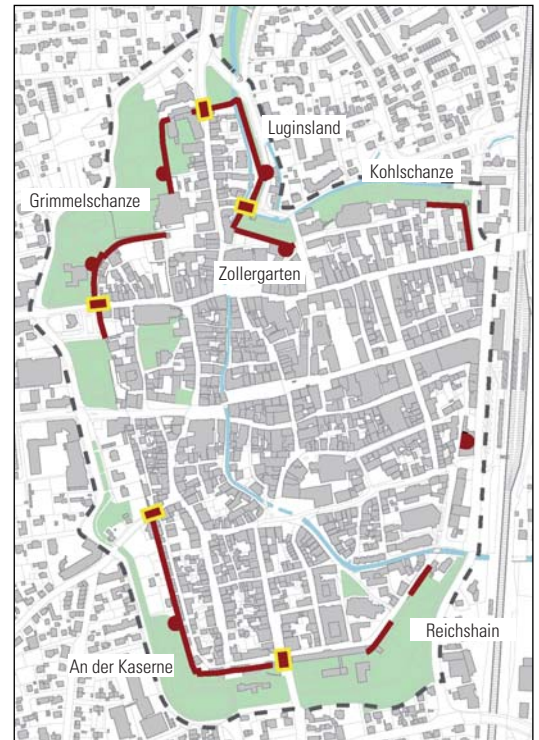 Luginsland
Kohlschanze
Grimmelschanze
Zollergarten
Reichshain
An der Kaserne